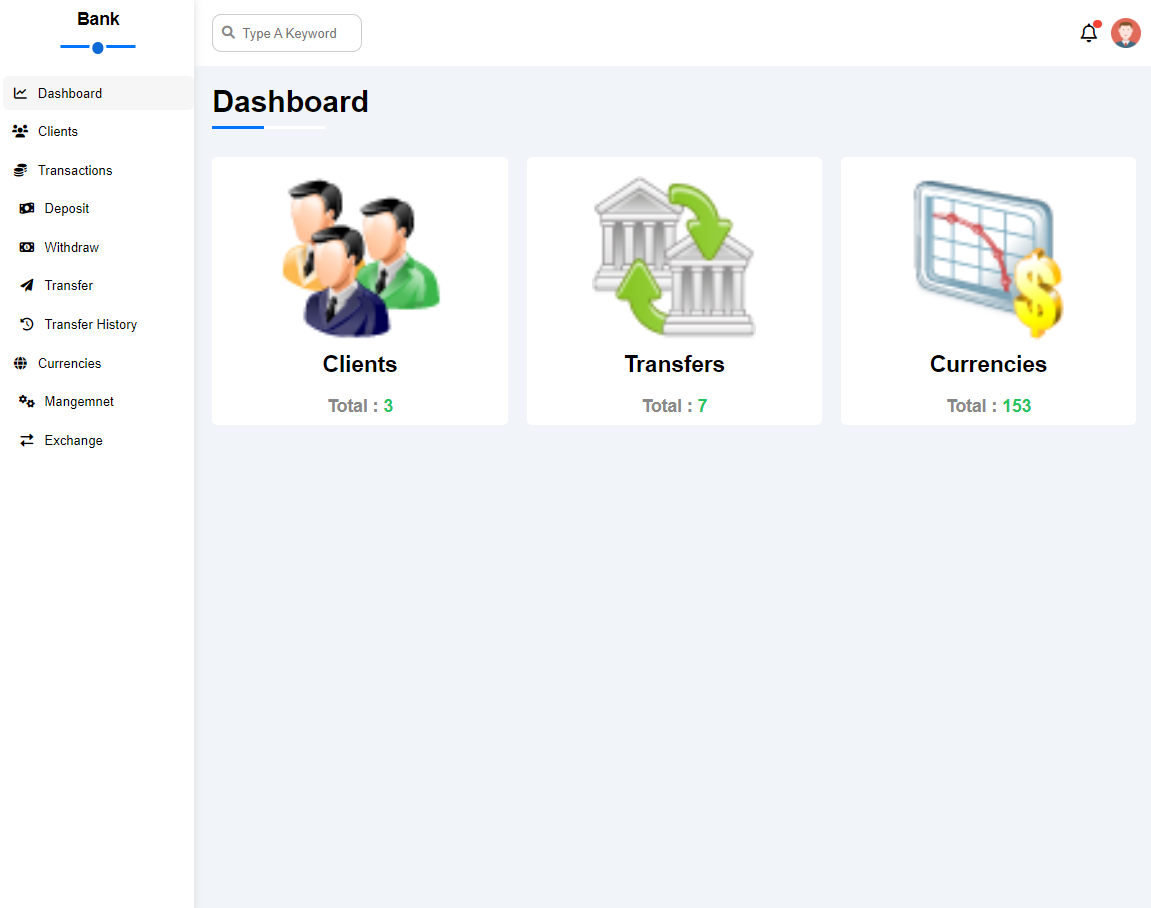 Bank
Type A Keyword
Dashboard
Clients
Transactions
Deposit
Withdraw
Transfer
Transfer History
Currencies
Mangemnet
Exchange
Dashboard
Clients
Total : 3
Transfers
Total : 7
Currencies
Total : 153